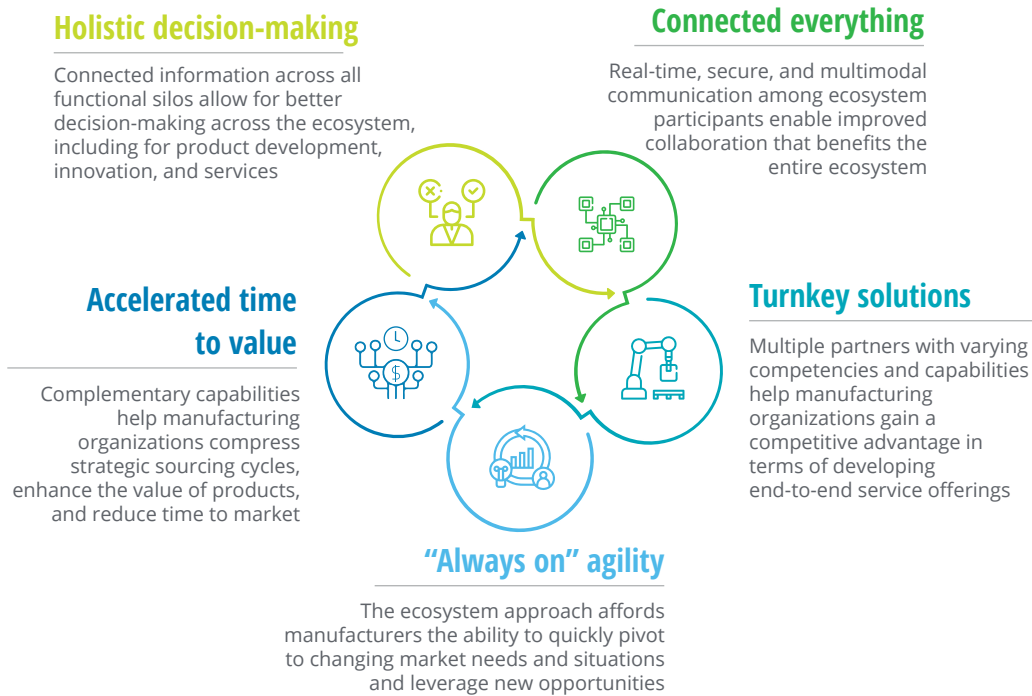 Holistic decision-making
Connected information across all
functional silos allow for better
decision-making across the ecosystem,
including for product development,
innovation, and services
Connected everything
Real-time, secure, and multimodal
communication among ecosystem
participants enable improved
collaboration that benefits the
entire ecosystem
Accelerated time
to value
Complementary capabilities
help manufacturing
organizations compress
strategic sourcing cycles,
enhance the value of products,
and reduce time to market
$
Turnkey solutions
Multiple partners with varying
competencies and capabilities
help manufacturing
organizations gain a
competitive advantage in
terms of developing
end-to-end service offerings
“Always on” agility
The ecosystem approach affords
manufacturers the ability to quickly pivot
to changing market needs and situations
and leverage new opportunities